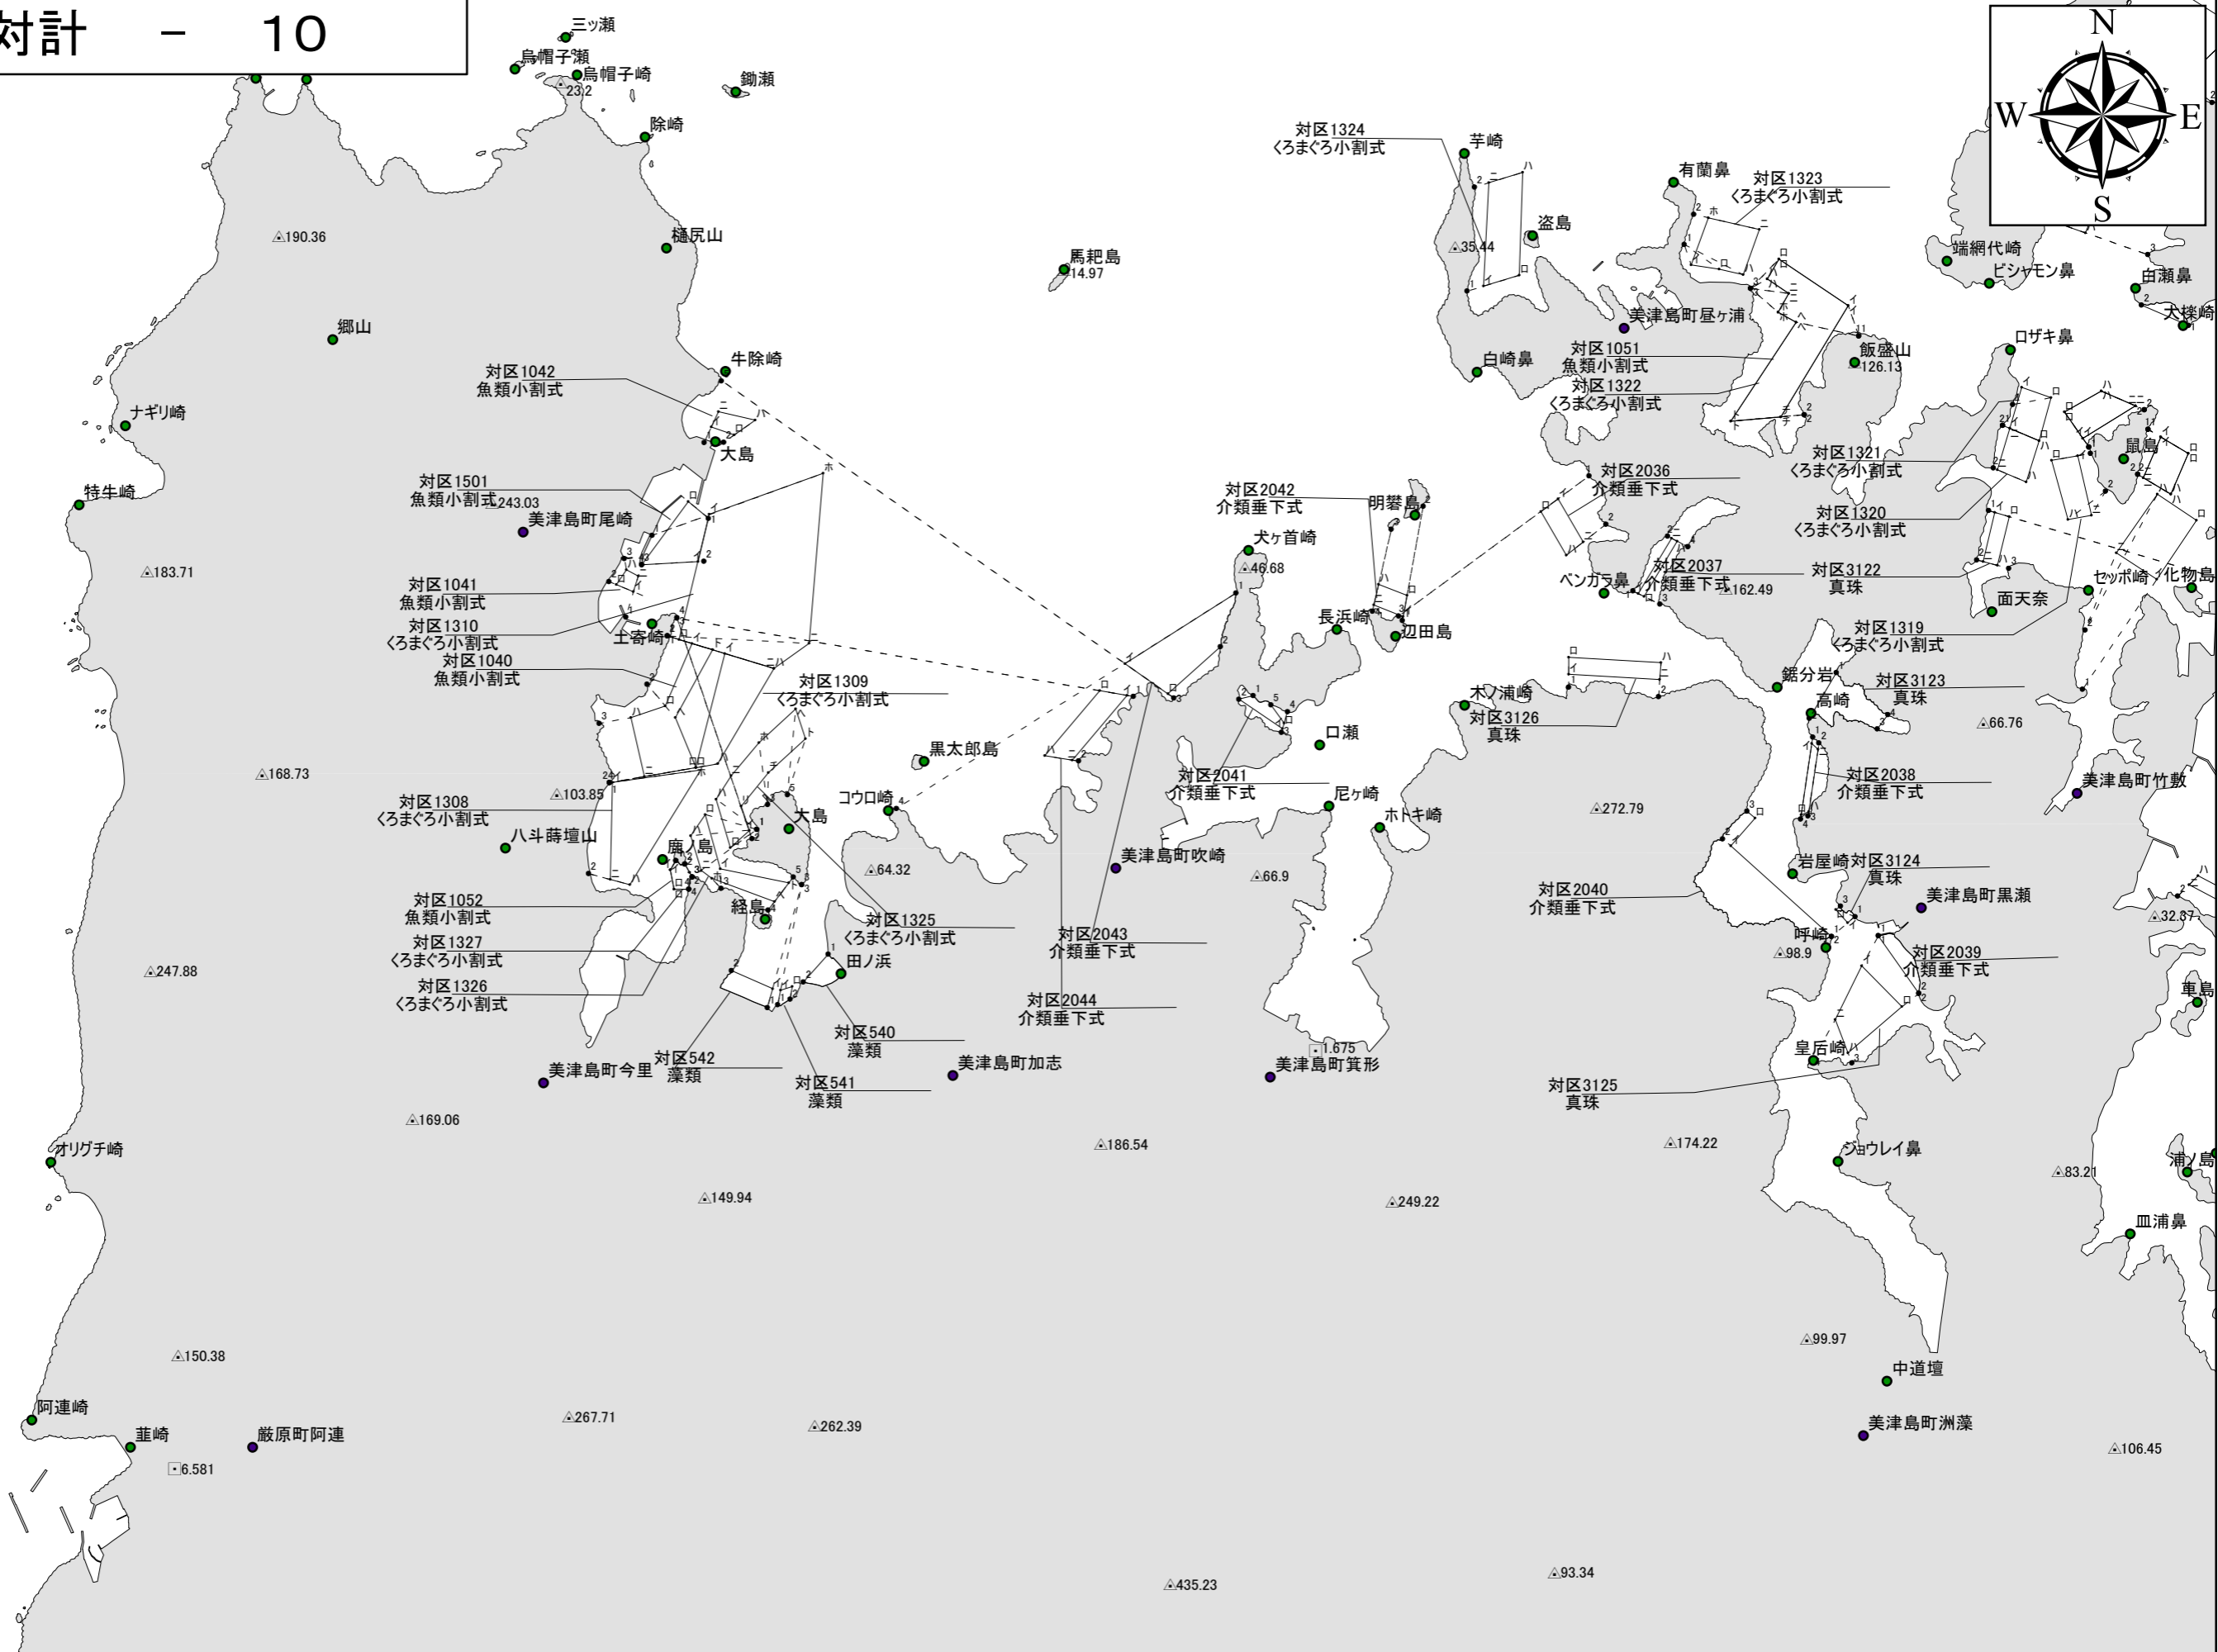 対計 － 10
三ッ瀬
烏帽子瀬
烏帽子崎
23.2
鋤瀬
除崎
N
W
E
S
対区1324
くろまぐろ小割式
芋崎
有蘭鼻
対区1323
くろまぐろ小割式
190.36
樋尻山
盗島
35.44
馬耙島
14.97
端網代崎
ビシャモン鼻
白瀬鼻
郷山
美津島町昼ヶ浦
犬樣崎
牛除崎
白崎鼻
対区1051
魚類小割式
飯盛山
126.13
ロザキ鼻
対区1042
魚類小割式
対区1322
くろまぐろ小割式
ナギリ崎
大島
鼠島
対区1321
くろまぐろ小割式
対区1501
魚類小割式
243.03
特牛崎
対区2036
介類垂下式
対区2042
介類垂下式
明礬島
美津島町尾崎
対区1320
くろまぐろ小割式
犬ヶ首崎
46.68
183.71
対区1041
魚類小割式
ベンガラ鼻
対区2037
介類垂下式
162.49
対区3122
真珠
セッポ崎
化物島
面天奈
対区1310
くろまぐろ小割式
土寄崎
長浜崎
辺田島
対区1319
くろまぐろ小割式
対区1040
魚類小割式
対区1309
くろまぐろ小割式
鋸分岩
対区3123
真珠
高崎
木ノ浦崎
対区3126
真珠
66.76
黒太郎島
口瀬
168.73
103.85
対区1308
くろまぐろ小割式
コウロ崎
対区2041
介類垂下式
対区2038
介類垂下式
美津島町竹敷
尼ヶ崎
大島
ホトキ崎
272.79
八斗蒔壇山
鹿ノ島
64.32
美津島町吹崎
66.9
岩屋崎
対区3124
真珠
対区2040
介類垂下式
美津島町黒瀬
対区1052
魚類小割式
経島
対区1325
くろまぐろ小割式
32.37
対区1327
くろまぐろ小割式
対区2043
介類垂下式
呼崎
98.9
対区2039
介類垂下式
247.88
田ノ浜
対区1326
くろまぐろ小割式
対区2044
介類垂下式
車島
対区540
藻類
対区542
藻類
1.675
皇后崎
美津島町今里
対区541
藻類
美津島町加志
美津島町箕形
対区3125
真珠
169.06
186.54
174.22
オリグチ崎
ジョウレイ鼻
83.21
浦ノ島
149.94
249.22
皿浦鼻
99.97
150.38
中道壇
阿連崎
267.71
262.39
韮崎
厳原町阿連
美津島町洲藻
106.45
6.581
93.34
435.23